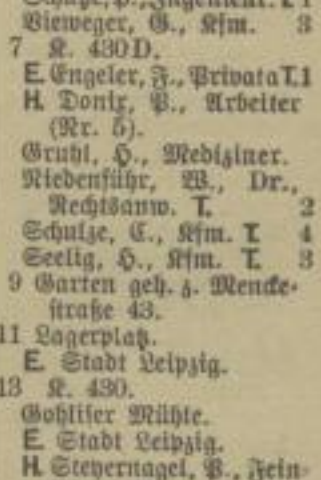 Vieweger, G., Kfm. 3
7 K. 430 D.
E Engeler, F., Privata T. 1
H. Donix, P., Arbeiter
(Nr. 5).
Gruhl, H., Mediziner.
Riedenführ, W., Dr.,
Rechtsanw. T. 2
Schulze, C., Kfm. T 4
Seelig, H., Kfm. T. 3
9 Garten geh. z. Mencke-
straße 43.
11 Lagerplatz.
E. Stadt Leipzig.
13 K. 430.
Gohliser Mühle.
E. Stadt Leipzig.
H. Steyernagel, P., Fein-